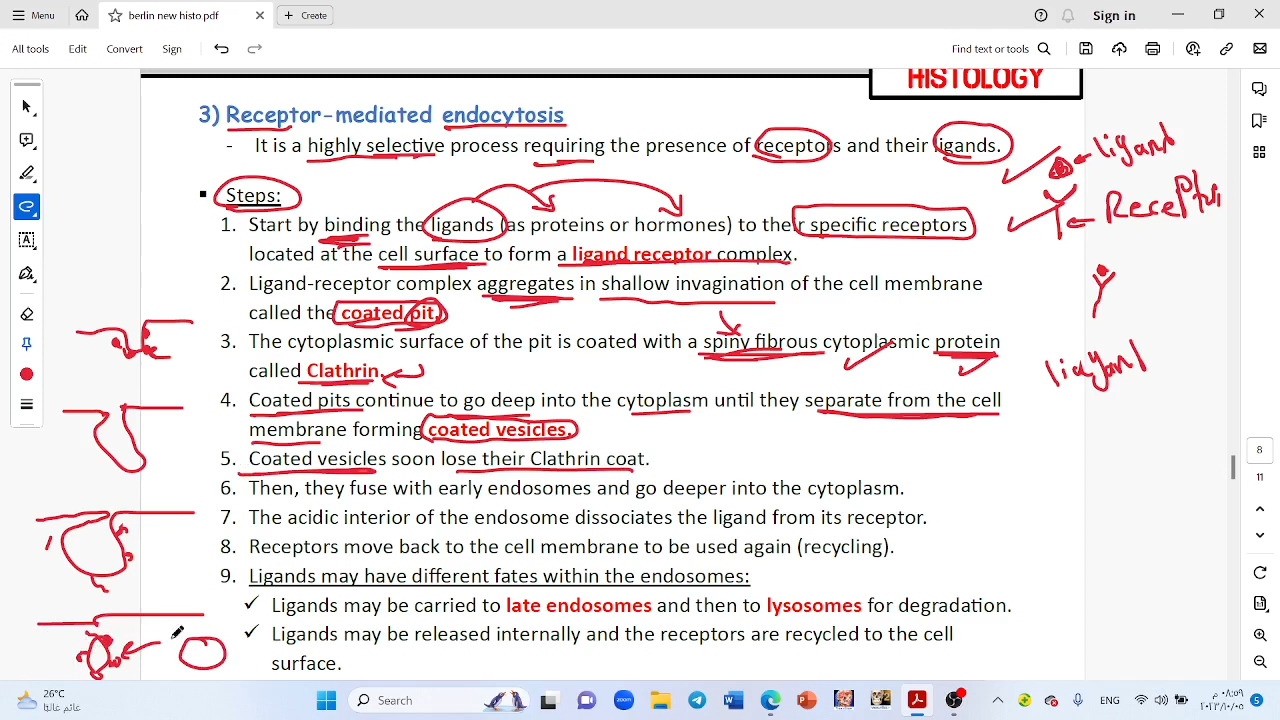 Menu
berlin new histo pdf
Create
Sign in
All tools
Edit
Convert
Sign
Find text or tools
HISTOLOGY
3) Receptor-mediated endocytosis
- It is a highly selective process requiring the presence of receptors and their ligands.
ligand
Receptor
▪ Steps:
1. Start by binding the ligands (as proteins or hormones) to their specific receptors
located at the cell surface to form a ligand receptor complex.
2. Ligand-receptor complex aggregates in shallow invagination of the cell membrane
called the coated pit.
3. The cytoplasmic surface of the pit is coated with a spiny fibrous cytoplasmic protein
called Clathrin.
4. Coated pits continue to go deep into the cytoplasm until they separate from the cell
membrane forming coated vesicles.
5. Coated vesicles soon lose their Clathrin coat.
6. Then, they fuse with early endosomes and go deeper into the cytoplasm.
7. The acidic interior of the endosome dissociates the ligand from its receptor.
8. Receptors move back to the cell membrane to be used again (recycling).
9. Ligands may have different fates within the endosomes:
✓ Ligands may be carried to late endosomes and then to lysosomes for degradation.
✓ Ligands may be released internally and the receptors are recycled to the cell
surface.
8
11
26°C
Search
ENG
5